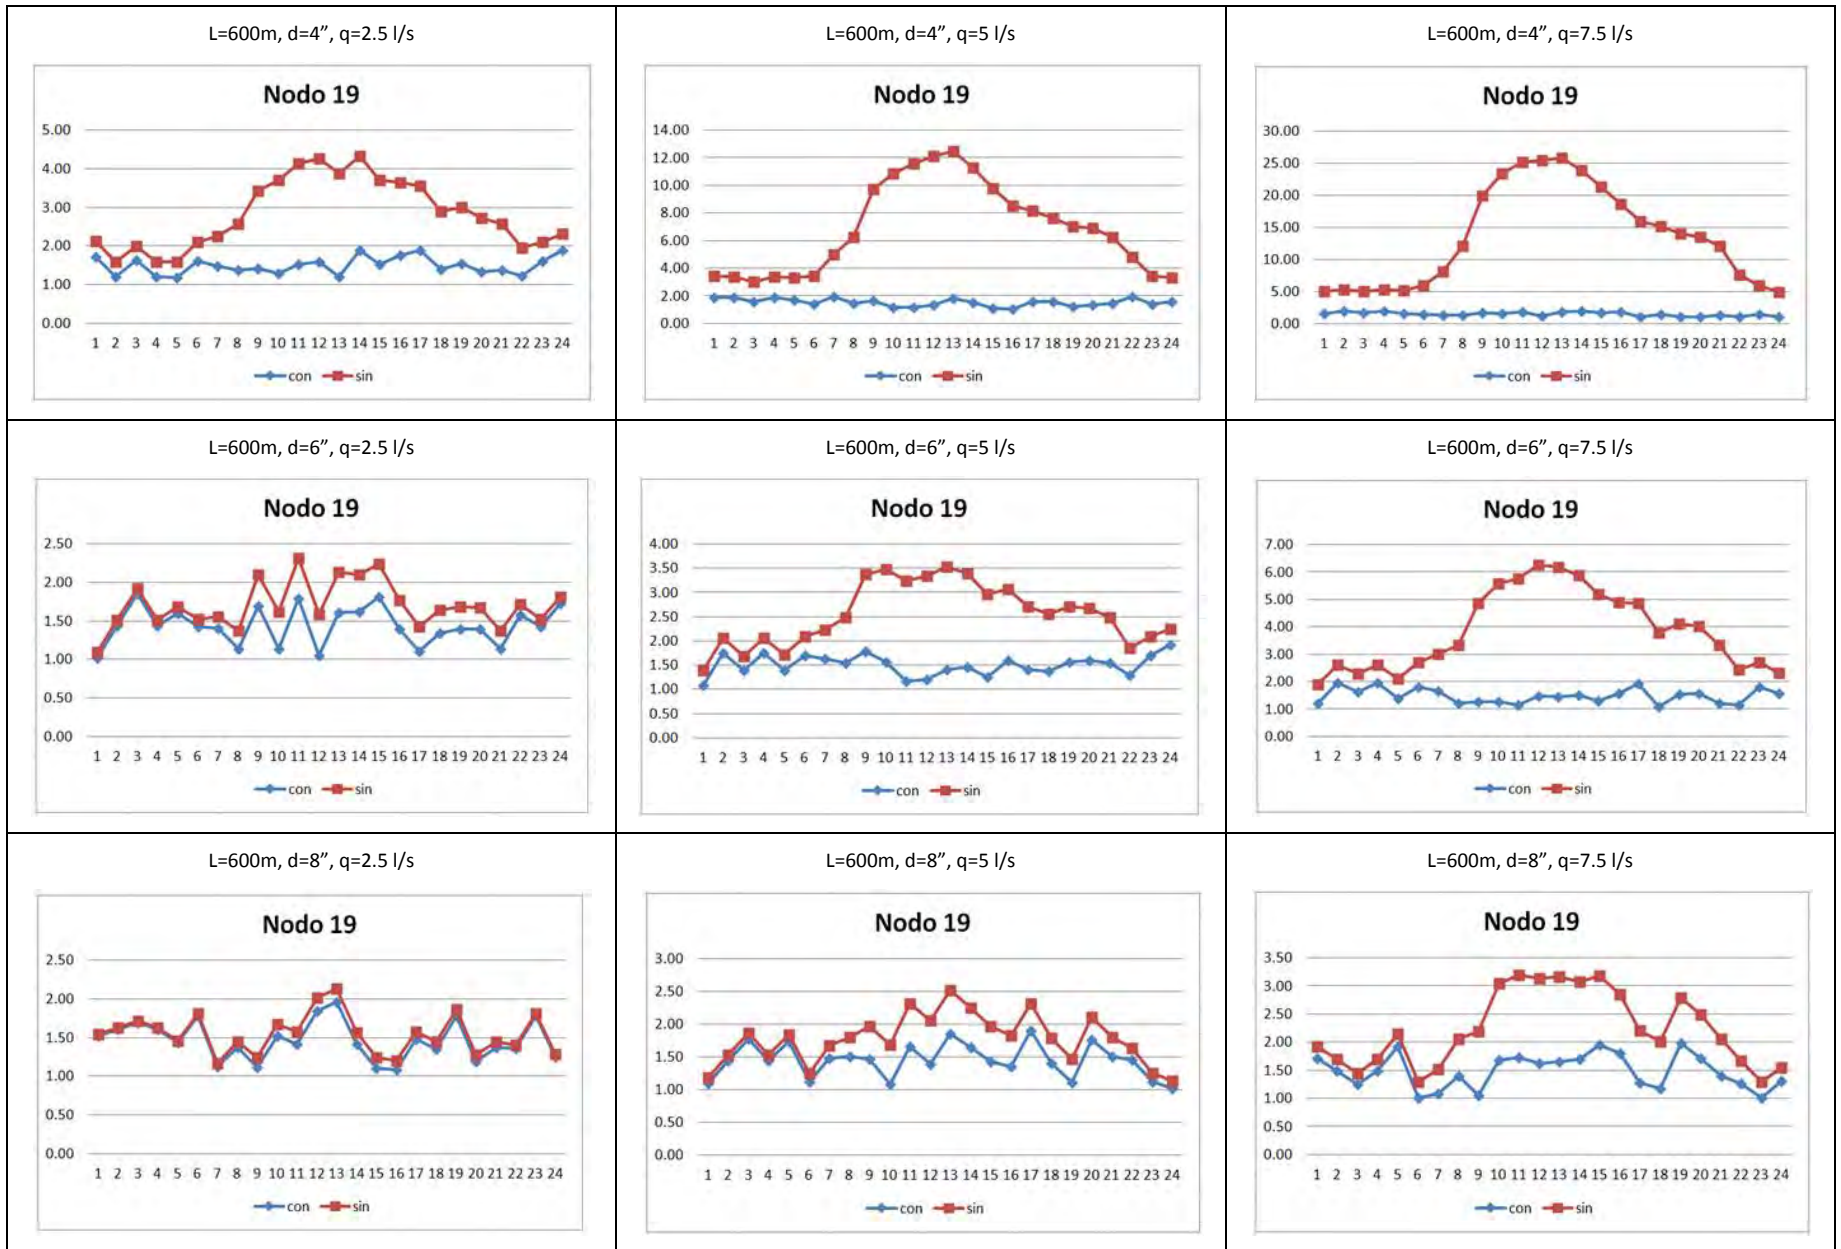 L=600m, d=4”, q=2.5 l/s
Nodo 19
5.00
4.00
3.00
2.00
1.00
0.00
1 2 3 4 5 6 7 8 9 10 11 12 13 14 15 16 17 18 19 20 21 22 23 24
con sin
L=600m, d=4”, q=5 l/s
Nodo 19
14.00
12.00
10.00
8.00
6.00
4.00
2.00
0.00
1 2 3 4 5 6 7 8 9 10 11 12 13 14 15 16 17 18 19 20 21 22 23 24
con sin
L=600m, d=4”, q=7.5 l/s
Nodo 19
30.00
25.00
20.00
15.00
10.00
5.00
0.00
1 2 3 4 5 6 7 8 9 10 11 12 13 14 15 16 17 18 19 20 21 22 23 24
con sin
L=600m, d=6”, q=2.5 l/s
Nodo 19
2.50
2.00
1.50
1.00
0.50
0.00
1 2 3 4 5 6 7 8 9 10 11 12 13 14 15 16 17 18 19 20 21 22 23 24
con sin
L=600m, d=6”, q=5 l/s
Nodo 19
4.00
3.50
3.00
2.50
2.00
1.50
1.00
0.50
0.00
1 2 3 4 5 6 7 8 9 10 11 12 13 14 15 16 17 18 19 20 21 22 23 24
con sin
L=600m, d=6”, q=7.5 l/s
Nodo 19
7.00
6.00
5.00
4.00
3.00
2.00
1.00
0.00
1 2 3 4 5 6 7 8 9 10 11 12 13 14 15 16 17 18 19 20 21 22 23 24
con sin
L=600m, d=8”, q=2.5 l/s
Nodo 19
2.50
2.00
1.50
1.00
0.50
0.00
1 2 3 4 5 6 7 8 9 10 11 12 13 14 15 16 17 18 19 20 21 22 23 24
con sin
L=600m, d=8”, q=5 l/s
Nodo 19
3.00
2.50
2.00
1.50
1.00
0.50
0.00
1 2 3 4 5 6 7 8 9 10 11 12 13 14 15 16 17 18 19 20 21 22 23 24
con sin
L=600m, d=8”, q=7.5 l/s
Nodo 19
3.50
3.00
2.50
2.00
1.50
1.00
0.50
0.00
1 2 3 4 5 6 7 8 9 10 11 12 13 14 15 16 17 18 19 20 21 22 23 24
con sin